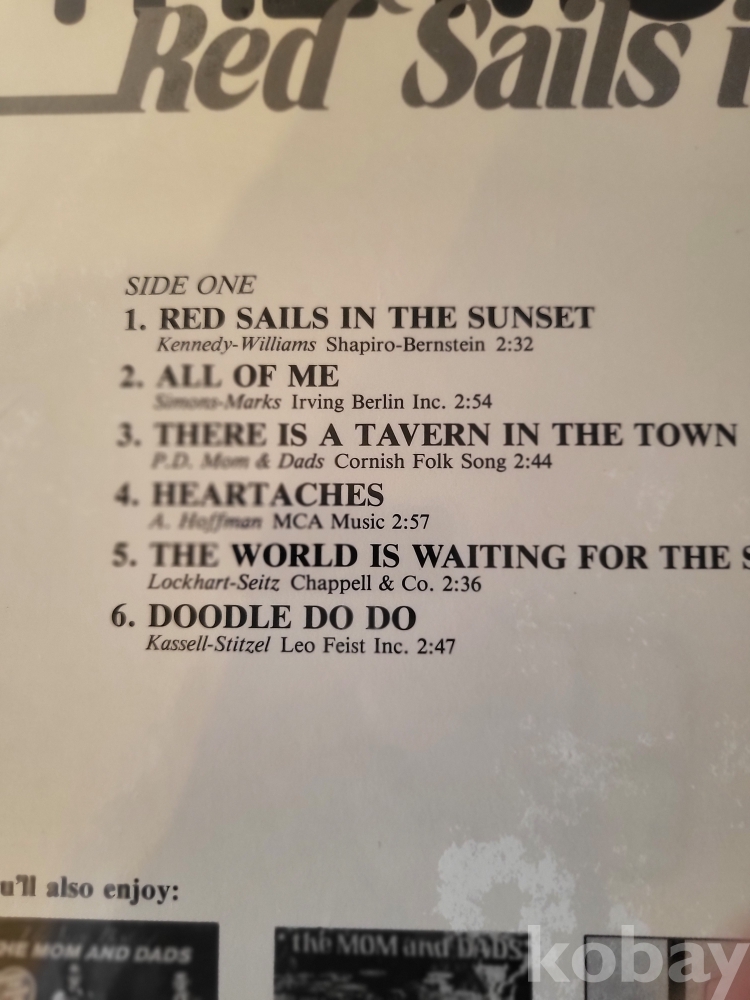 Red Sails i
SIDE ONE
1. RED SAILS IN THE SUNSET
Kennedy-Williams Shapiro-Bernstein 2:32
2. ALL OF ME
Simons-Marks Irving Berlin Inc. 2:54
3. THERE IS A TAVERN IN THE TOWN
P.D. Mom & Dads Cornish Folk Song 2:44
4. HEARTACHES
A. Hoffman MCA Music 2:57
5. THE WORLD IS WAITING FOR THE S
Lockhart-Seitz Chappell & Co. 2:36
6. DOODLE DO DO
Kassell-Stitzel Leo Feist Inc. 2:47
u'll also enjoy:
HE MOM AND DADS
the MOM and DADS
kobay